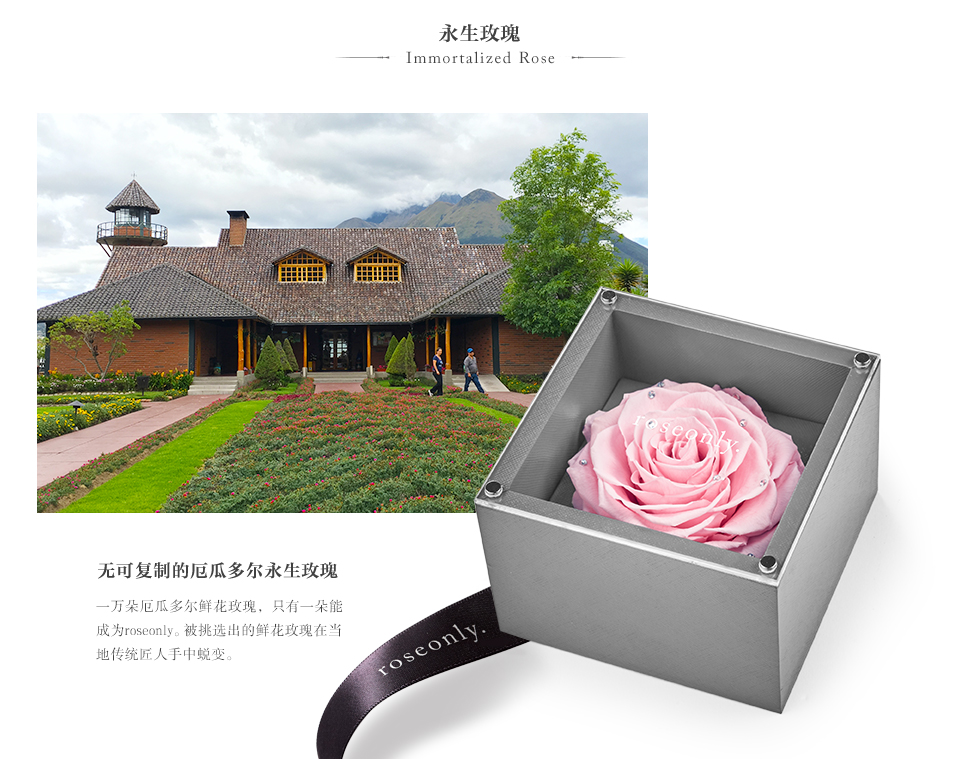 永生玫瑰
Immortalized Rose
roseonly.
无可复制的厄瓜多尔永生玫瑰
一万朵厄瓜多尔鲜花玫瑰，只有一朵能
成为roseonly。被挑选出的鲜花玫瑰在当
地传统匠人手中蜕变。
roseonly.